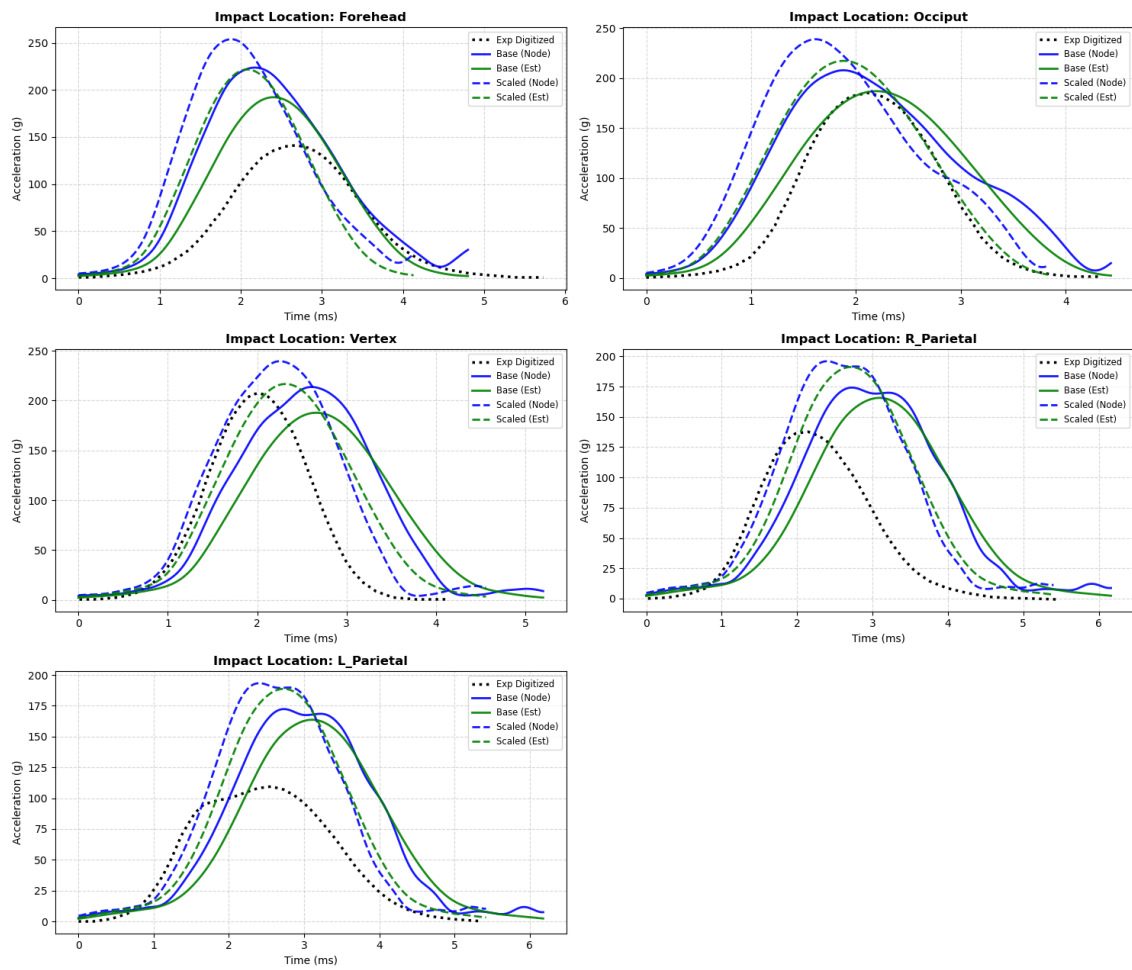 Impact Location: Forehead
Acceleration (g)
250
200
150
100
50
0
Exp Digitized
Base (Node)
Base (Est)
Scaled (Node)
Scaled (Est)
0 1 2 3 4 5 6
Time (ms)
Impact Location: Occiput
Acceleration (g)
250
200
150
100
50
0
Exp Digitized
Base (Node)
Base (Est)
Scaled (Node)
Scaled (Est)
0 1 2 3 4
Time (ms)
Impact Location: Vertex
Acceleration (g)
250
200
150
100
50
0
Exp Digitized
Base (Node)
Base (Est)
Scaled (Node)
Scaled (Est)
0 1 2 3 4 5
Time (ms)
Impact Location: R_Parietal
Acceleration (g)
200
175
150
125
100
75
50
25
0
Exp Digitized
Base (Node)
Base (Est)
Scaled (Node)
Scaled (Est)
0 1 2 3 4 5 6
Time (ms)
Impact Location: L_Parietal
Acceleration (g)
200
175
150
125
100
75
50
25
0
Exp Digitized
Base (Node)
Base (Est)
Scaled (Node)
Scaled (Est)
0 1 2 3 4 5 6
Time (ms)